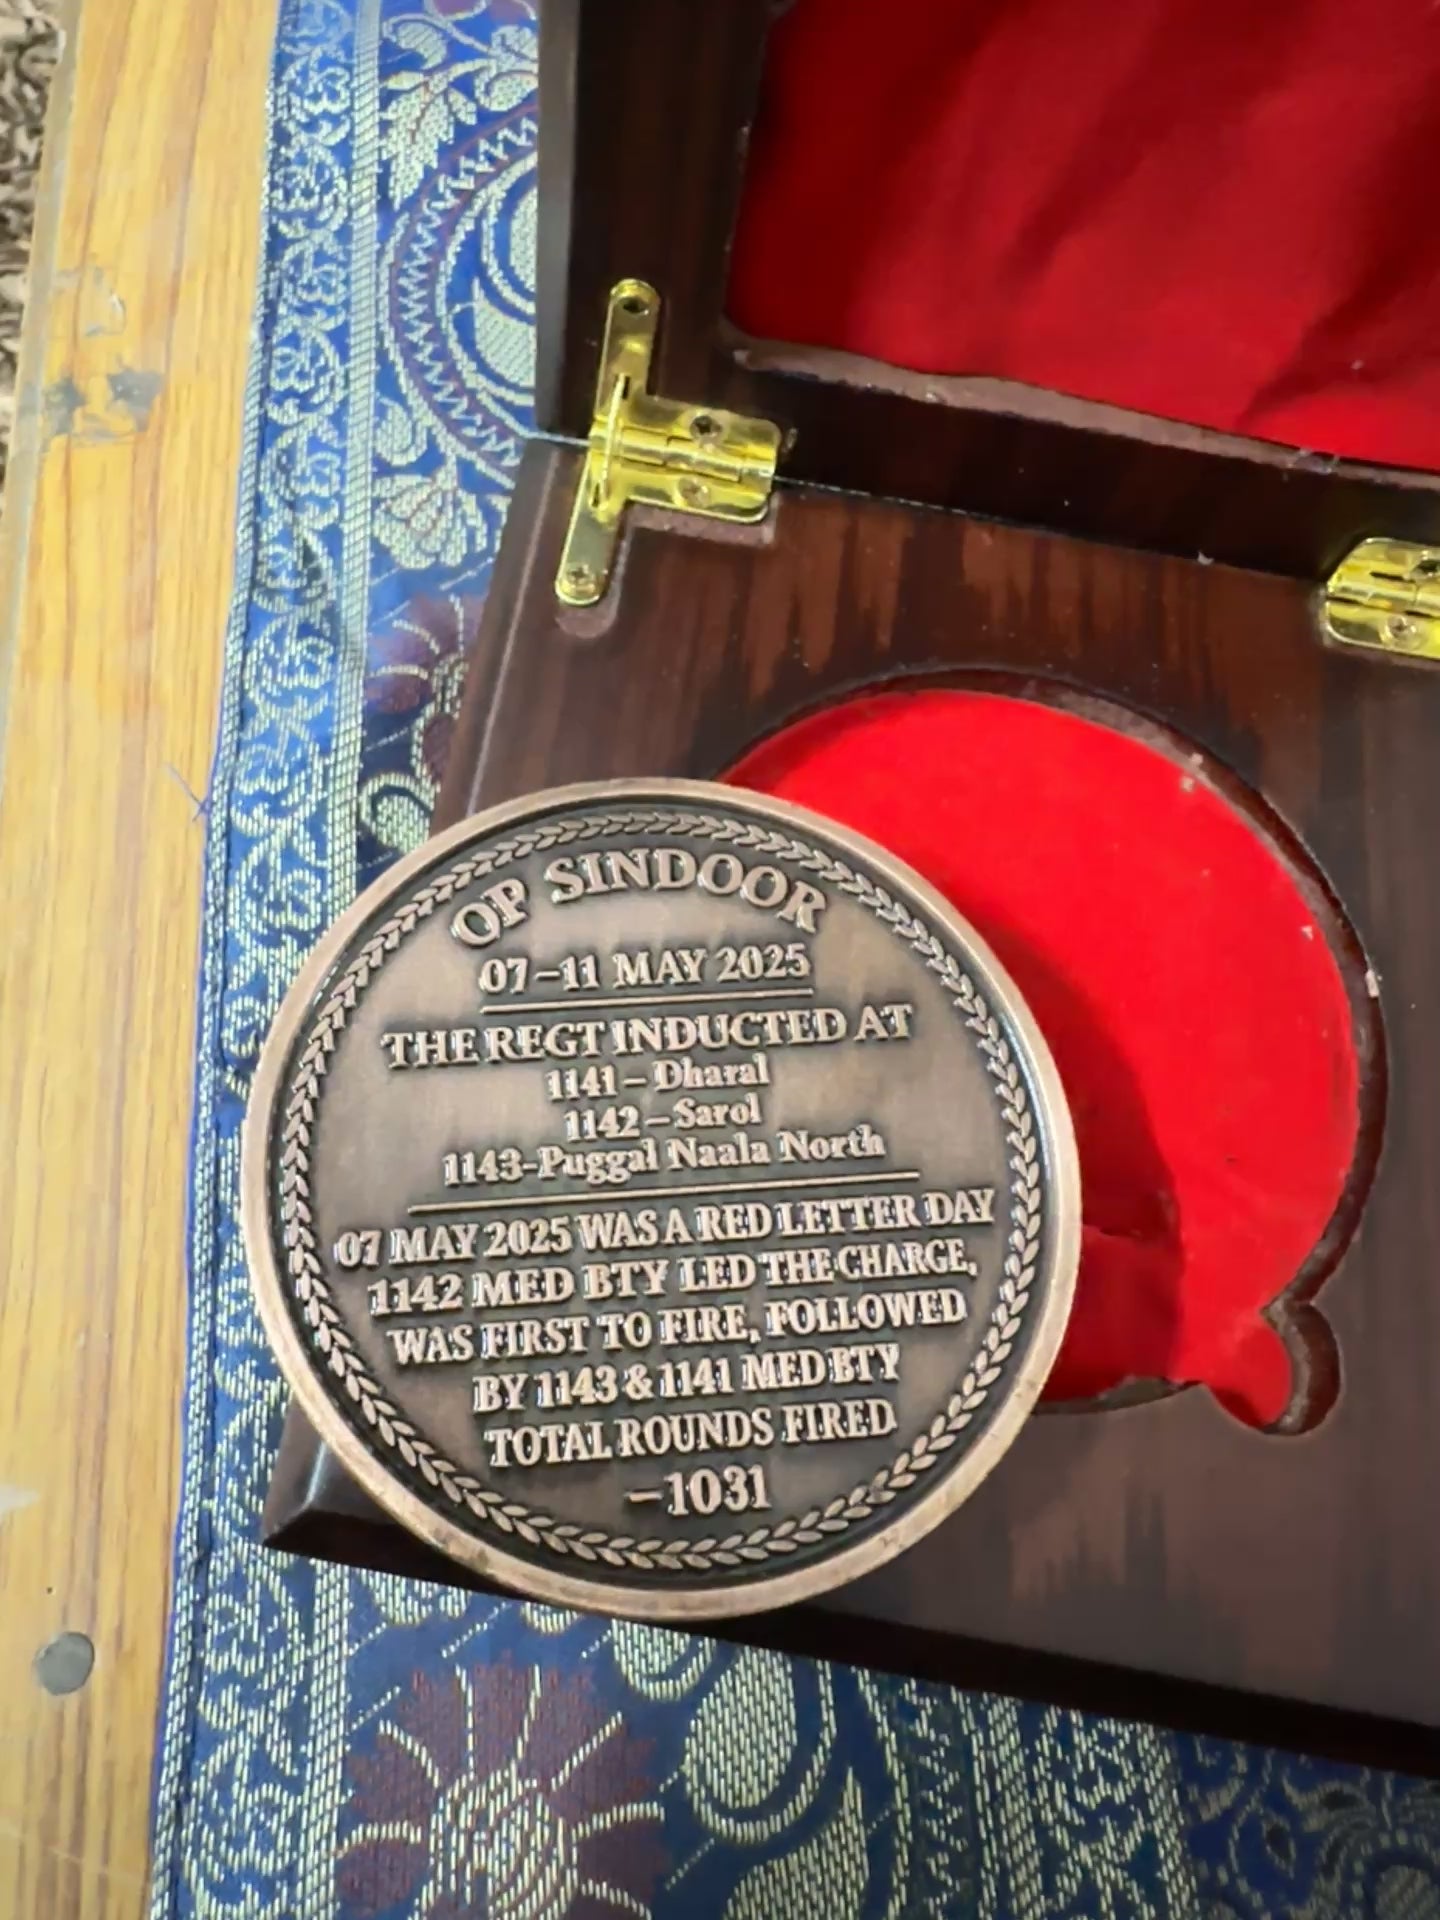 OP SINDOOR
07-11 MAY 2025
THE REGT INDUCTED AT
1141 - Dharal
1142 - Sarol
1143-Puggal Naala North
07 MAY 2025 WAS A RED LETTER DAY
1142 MED BTY LED THE CHARGE,
WAS FIRST TO FIRE, FOLLOWED
BY 1143 & 1141 MED BTY
TOTAL ROUNDS FIRED
-1031